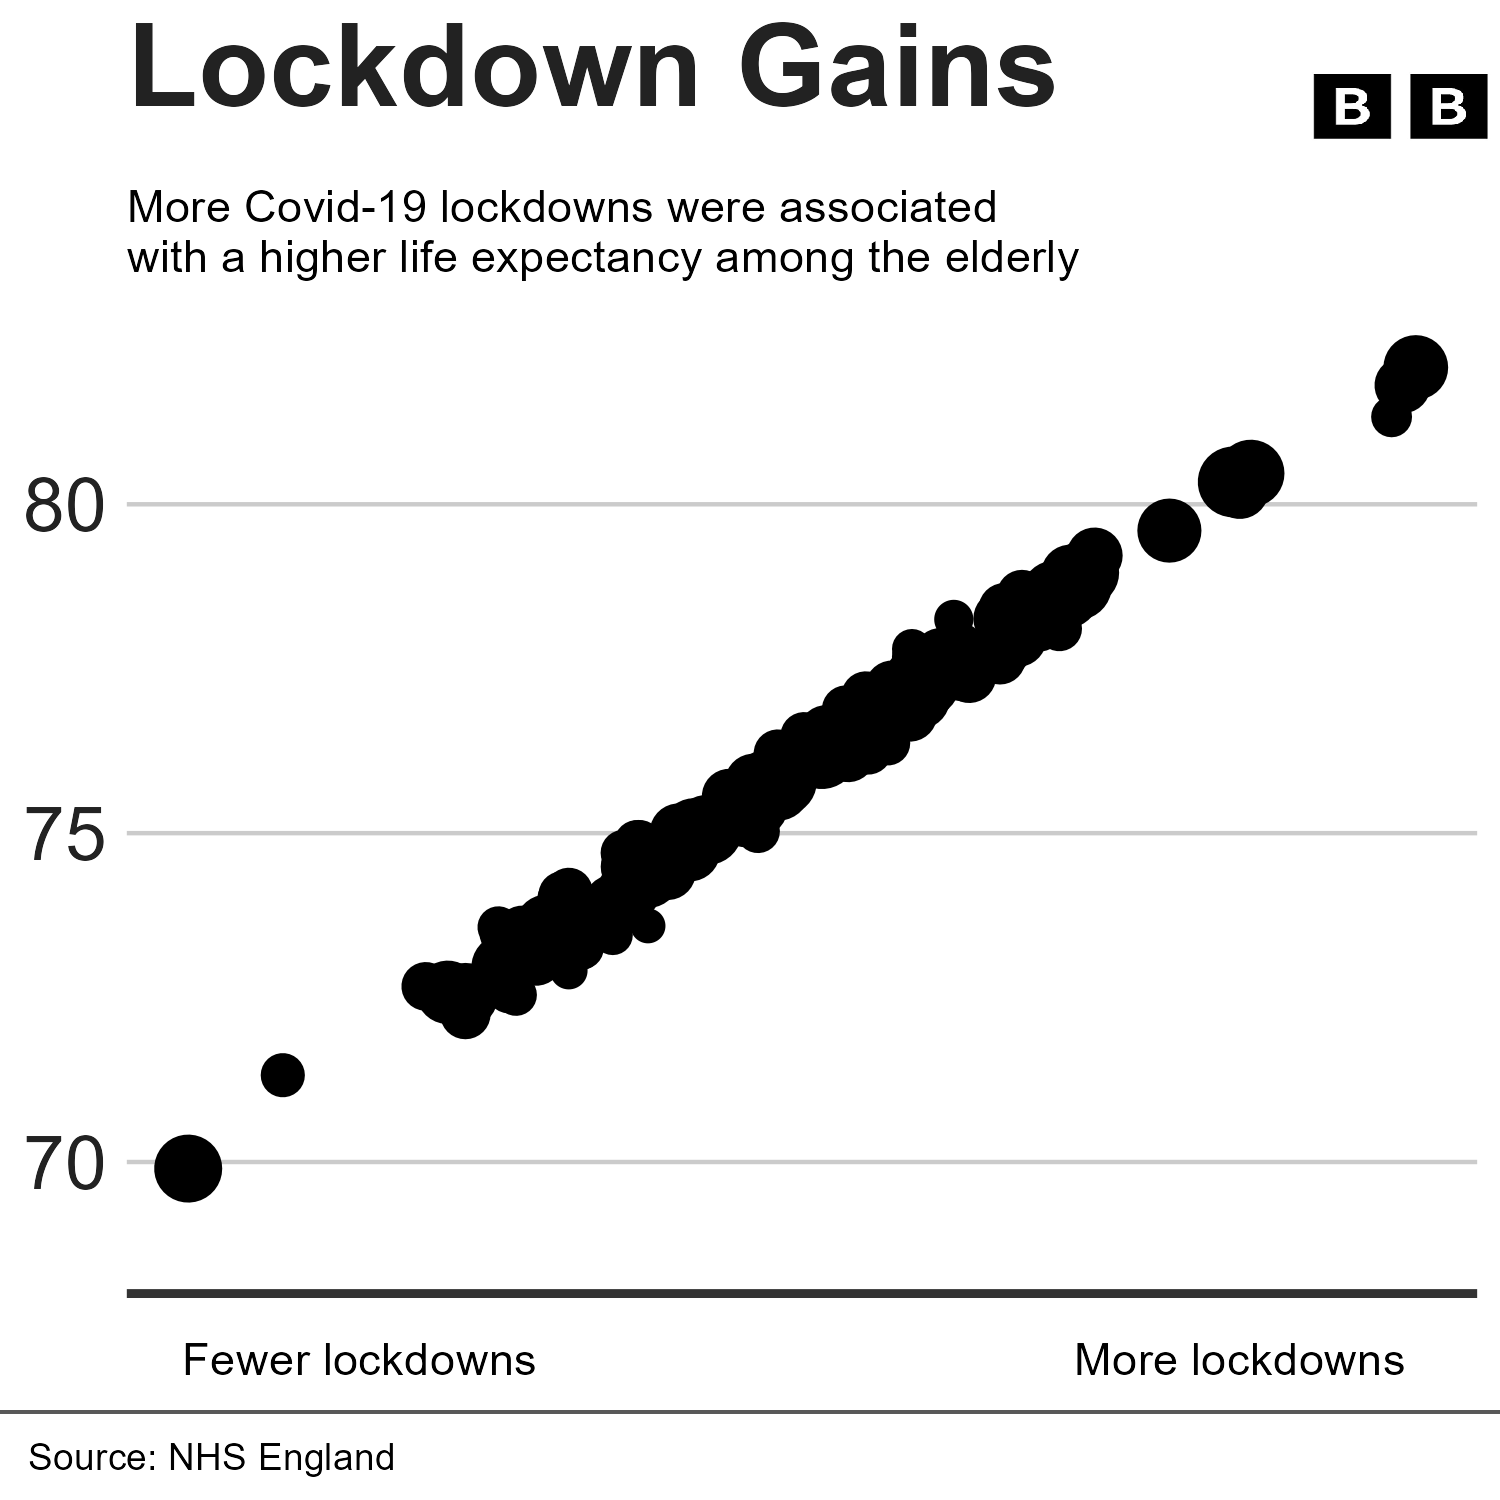 Lockdown Gains
B B
More Covid-19 lockdowns were associated
with a higher life expectancy among the elderly
80
75
70
Fewer lockdowns More lockdowns
Source: NHS England